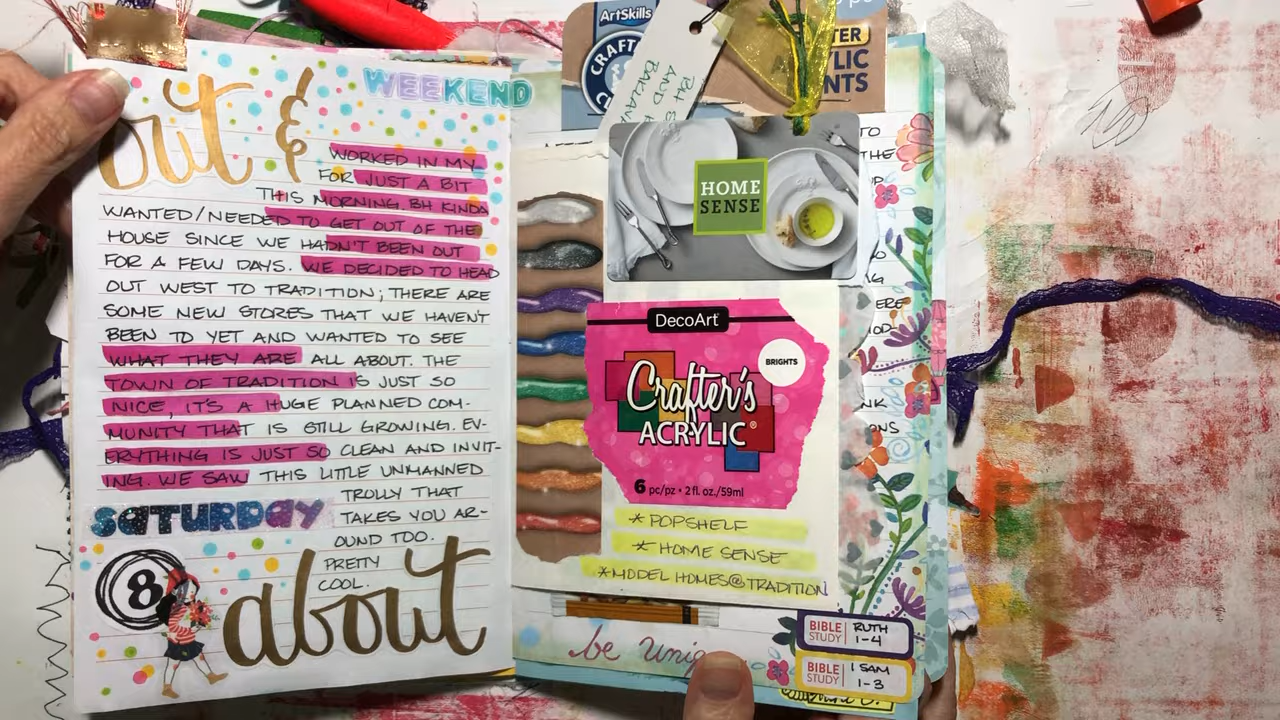 WEEKEND
out &
WORKED IN MY
FOR JUST A BIT
THIS MORNING. BH KINDA
WANTED/NEEDED TO GET OUT OF THE
HOUSE SINCE WE HADN'T BEEN OUT
FOR A FEW DAYS. WE DECIDED TO HEAD
OUT WEST TO TRADITION; THERE ARE
SOME NEW STORES THAT WE HAVEN'T
BEEN TO YET AND WANTED TO SEE
WHAT THEY ARE ALL ABOUT. THE
TOWN OF TRADITION IS JUST SO
NICE, IT'S A HUGE PLANNED COM-
MUNITY THAT IS STILL GROWING. EV-
ERYTHING IS JUST SO CLEAN AND INVIT-
ING. WE SAW THIS LITTLE UNMANNED
TROLLY THAT
SATURDAY
TAKES YOU AR-
OUND TOO.
PRETTY
COOL.
8
about
ArtSkills
CRAFT
BH
AND
HOME
SENSE
DecoArt
BRIGHTS
Crafter's
ACRYLIC®
6 pc/pz • 2 fl. oz./59ml
* POPSHELF
* HOME SENSE
* MODEL HOMES @ TRADITION
be Uniq
BIBLE STUDY RUTH 1-4
BIBLE STUDY 1 SAM 1-3
TO
THE